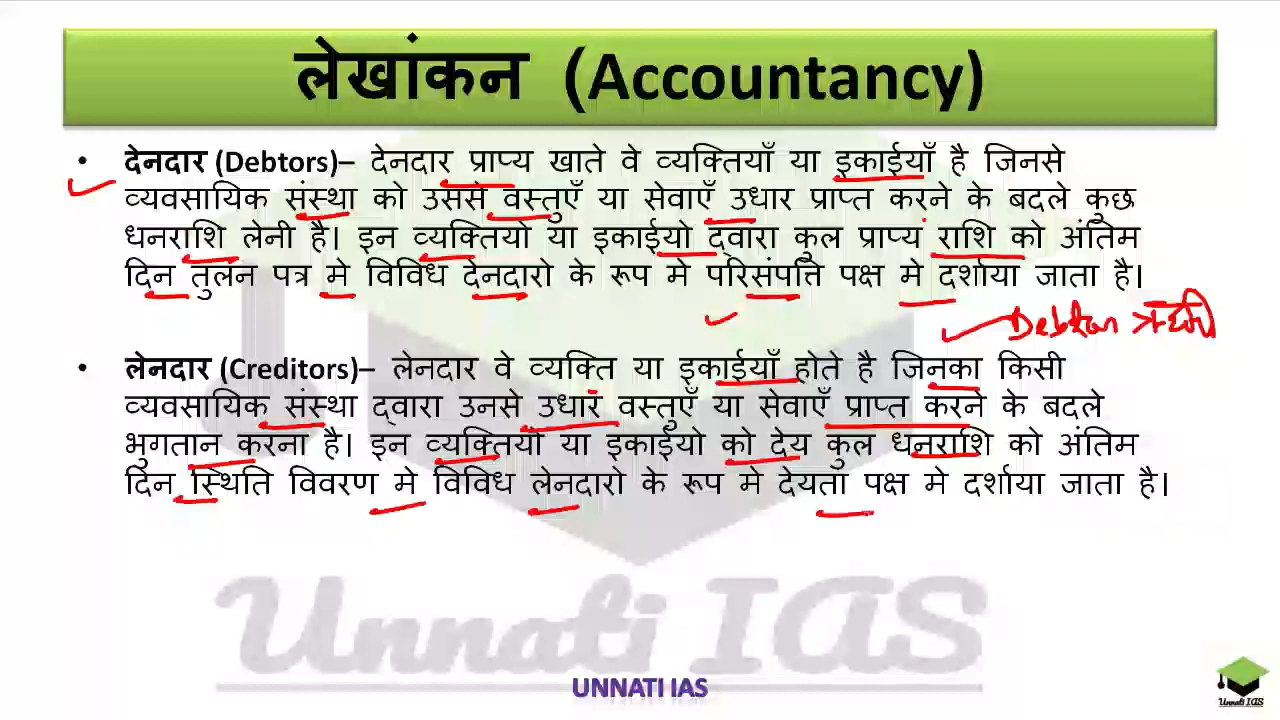 लेखांकन (Accountancy)
• देनदार (Debtors)– देनदार प्राप्य खाते वे व्यक्तियाँ या इकाईयाँ है जिनसे
व्यवसायिक संस्था को उससे वस्तुएँ या सेवाएँ उधार प्राप्त करने के बदले कुछ
धनराशि लेनी है। इन व्यक्तियो या इकाईयो द्वारा कुल प्राप्य राशि को अंतिम
दिन तुलन पत्र मे विविध देनदारो के रूप मे परिसंपत्ति पक्ष मे दर्शाया जाता है।
• लेनदार (Creditors)– लेनदार वे व्यक्ति या इकाईयाँ होते है जिनका किसी
व्यवसायिक संस्था द्वारा उनसे उधार वस्तुएँ या सेवाएँ प्राप्त करने के बदले
भुगतान करना है। इन व्यक्तियो या इकाईयो को देय कुल धनराशि को अंतिम
दिन स्थिति विवरण मे विविध लेनदारो के रूप मे देयता पक्ष मे दर्शाया जाता है।
Unnati IAS
UNNATI IAS
Unnati IAS